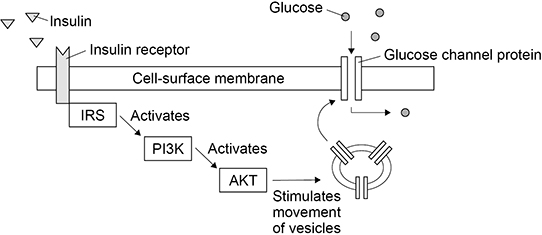 Glucose
Insulin
Insulin receptor
Glucose channel protein
Cell-surface membrane
IRS
Activates
PI3K
Activates
AKT
Stimulates
movement
of vesicles